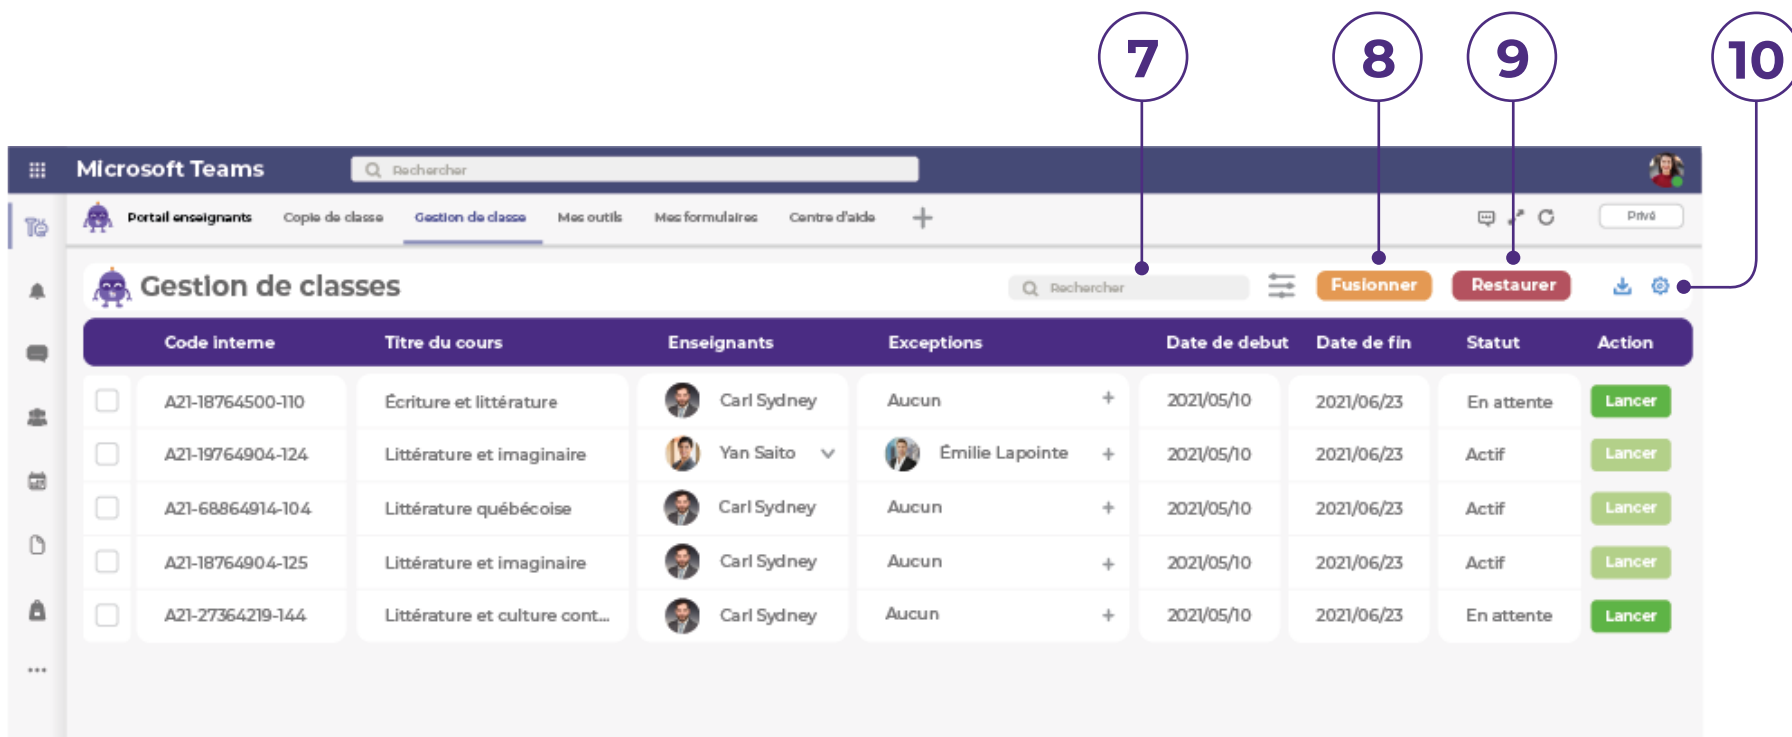 7 8 9 10
Microsoft Teams Rechercher
Portail enseignants Copie de classe Gestion de classe Mes outils Mes formulaires Centre d'aide Privé
Gestion de classes Rechercher Fusionner Restaurer
Code interne Titre du cours Enseignants Exceptions Date de debut Date de fin Statut Action
A21-18764500-110 Écriture et littérature Carl Sydney Aucun + 2021/05/10 2021/06/23 En attente Lancer
A21-19764904-124 Littérature et imaginaire Yan Saito Émilie Lapointe + 2021/05/10 2021/06/23 Actif Lancer
A21-68864914-104 Littérature québécoise Carl Sydney Aucun + 2021/05/10 2021/06/23 Actif Lancer
A21-18764904-125 Littérature et imaginaire Carl Sydney Aucun + 2021/05/10 2021/06/23 Actif Lancer
A21-27364219-144 Littérature et culture cont... Carl Sydney Aucun + 2021/05/10 2021/06/23 En attente Lancer